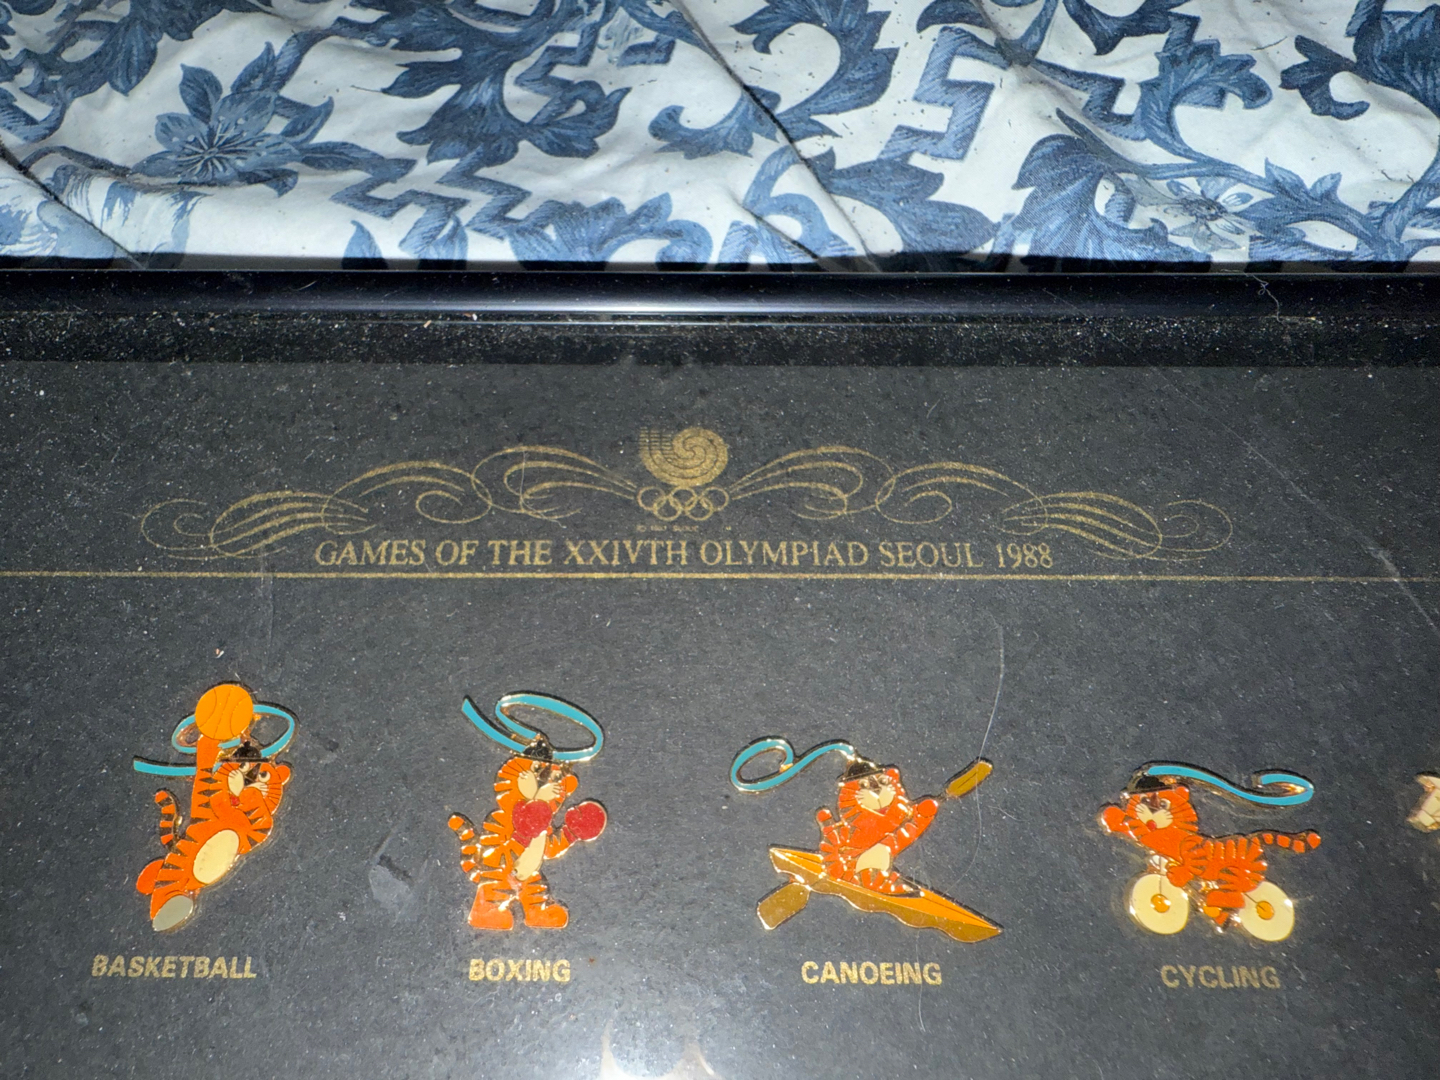 GAMES OF THE XXIVTH OLYMPIAD SEOUL 1988
BASKETBALL
BOXING
CANOEING
CYCLING